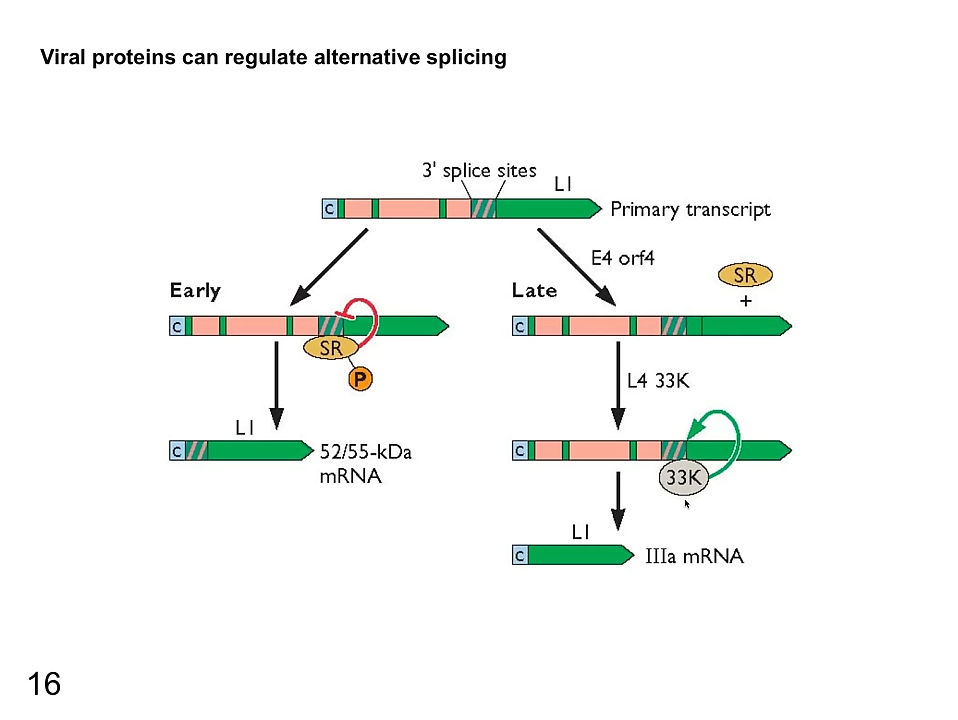 Viral proteins can regulate alternative splicing
3' splice sites
L1
C
Primary transcript
E4 orf4
SR
+
Early
Late
C
C
SR
P
L4 33K
L1
C
52/55-kDa
mRNA
C
33K
L1
C
IIIa mRNA
16